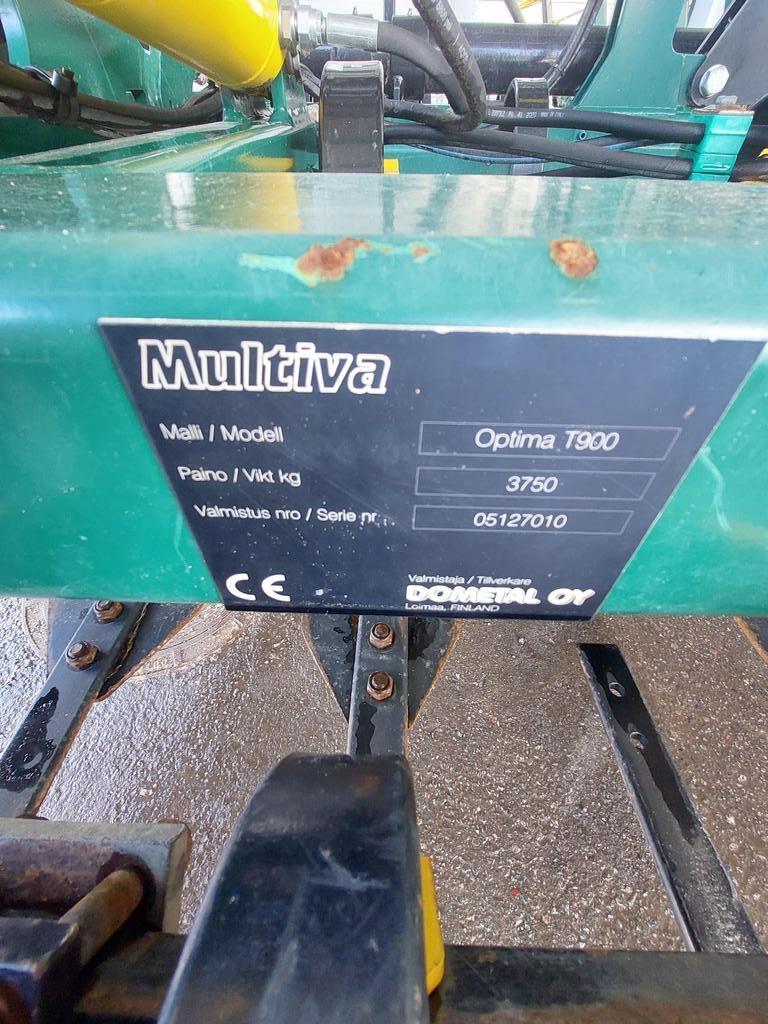 Multiva
Malli / Modell Optima T900
Paino / Vikt kg 3750
Valmistus nro / Serie nr. 05127010
CE
Valmistaja / Tillverkare
DOMETAL OY
Loimaa, FINLAND